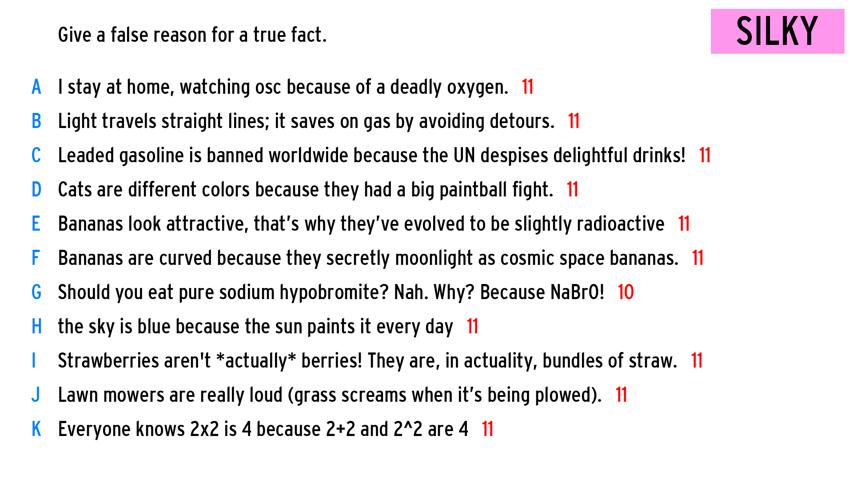 Give a false reason for a true fact.
SILKY
A I stay at home, watching osc because of a deadly oxygen. 11
B Light travels straight lines; it saves on gas by avoiding detours. 11
C Leaded gasoline is banned worldwide because the UN despises delightful drinks! 11
D Cats are different colors because they had a big paintball fight. 11
E Bananas look attractive, that's why they've evolved to be slightly radioactive 11
F Bananas are curved because they secretly moonlight as cosmic space bananas. 11
G Should you eat pure sodium hypobromite? Nah. Why? Because NaBrO! 10
H the sky is blue because the sun paints it every day 11
I Strawberries aren't *actually* berries! They are, in actuality, bundles of straw. 11
J Lawn mowers are really loud (grass screams when it's being plowed). 11
K Everyone knows 2x2 is 4 because 2+2 and 2^2 are 4 11